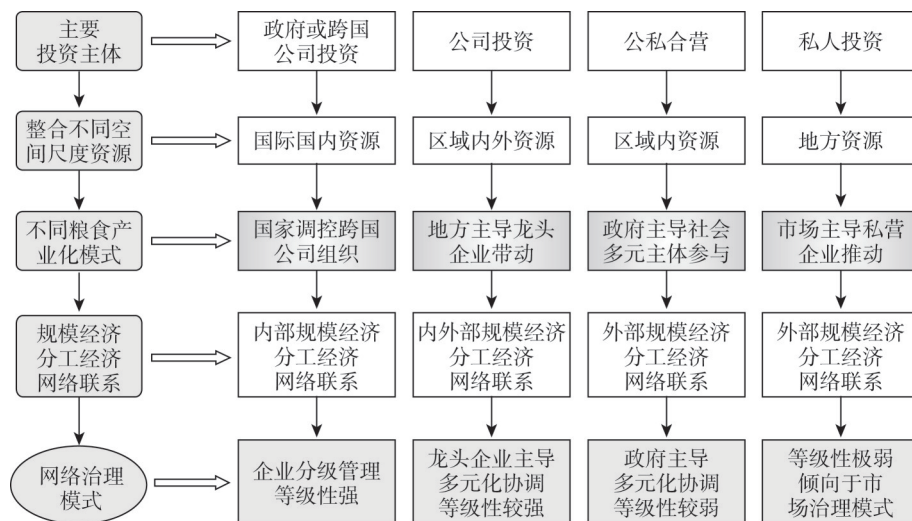 主要
投资主体
政府或跨国
公司投资
公司投资
公私合营
私人投资
整合不同空
间尺度资源
国际国内资源
区域内外资源
区域内资源
地方资源
不同粮食产
业化模式
国家调控跨国
公司组织
地方主导龙头
企业带动
政府主导社会
多元主体参与
市场主导私营
企业推动
规模经济
分工经济
网络联系
内部规模经济
分工经济
网络联系
内外部规模经济
分工经济
网络联系
外部规模经济
分工经济
网络联系
外部规模经济
分工经济
网络联系
网络治理
模式
企业分级管理
等级性强
龙头企业主导
多元化协调
等级性较强
政府主导
多元化协调
等级性较弱
等级性极弱
倾向于市
场治理模式